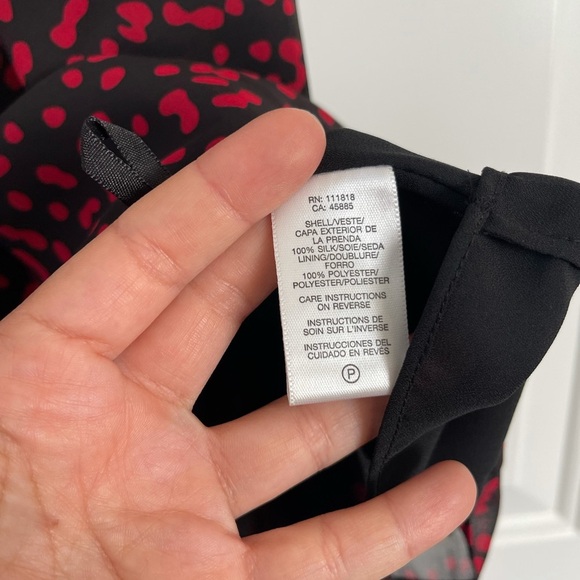 RN: 111818
CA: 45885
SHELL/VESTE/
CAPA EXTERIOR DE
LA PRENDA
100% SILK/SOIE/SEDA
LINING/DOUBLURE/
FORRO
100% POLYESTER/
POLYESTER/POLIESTER
CARE INSTRUCTIONS
ON REVERSE
INSTRUCTIONS DE
SOIN SUR L'INVERSE
INSTRUCCIONES DEL
CUIDADO EN REVÉS
P